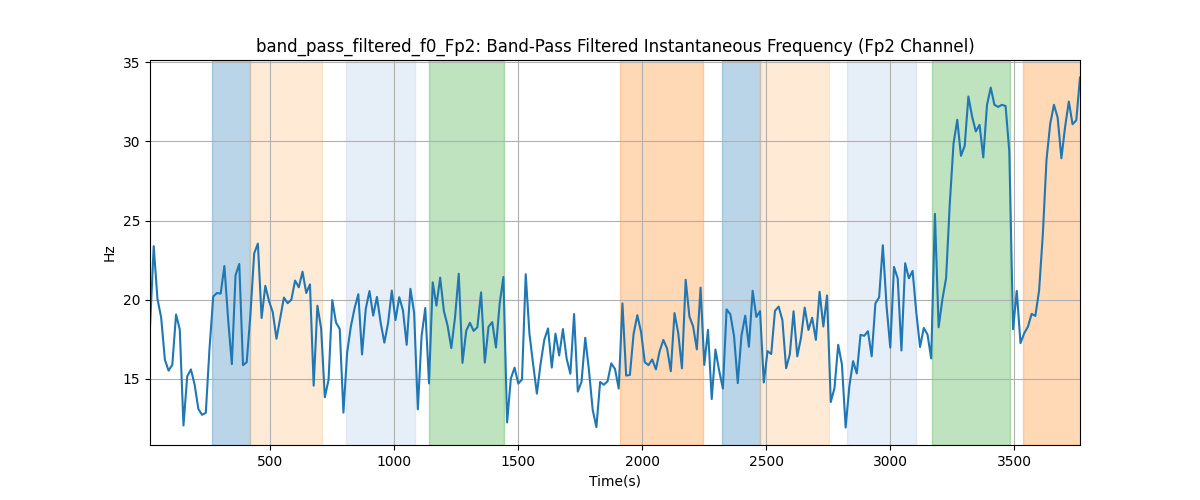 band_pass_filtered_f0_Fp2: Band-Pass Filtered Instantaneous Frequency (Fp2 Channel)
35
30
25
20
15
Hz
500 1000 1500 2000 2500 3000 3500
Time(s)